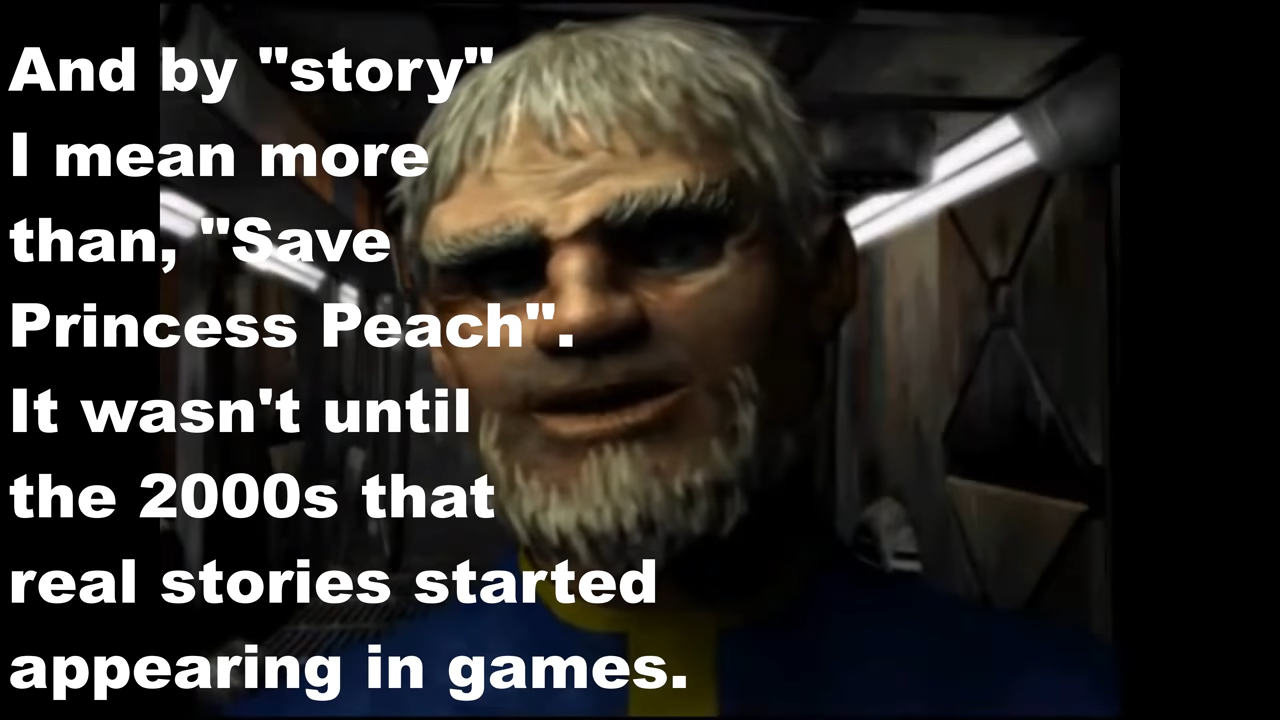 And by "story"
I mean more
than, "Save
Princess Peach".
It wasn't until
the 2000s that
real stories started
appearing in games.